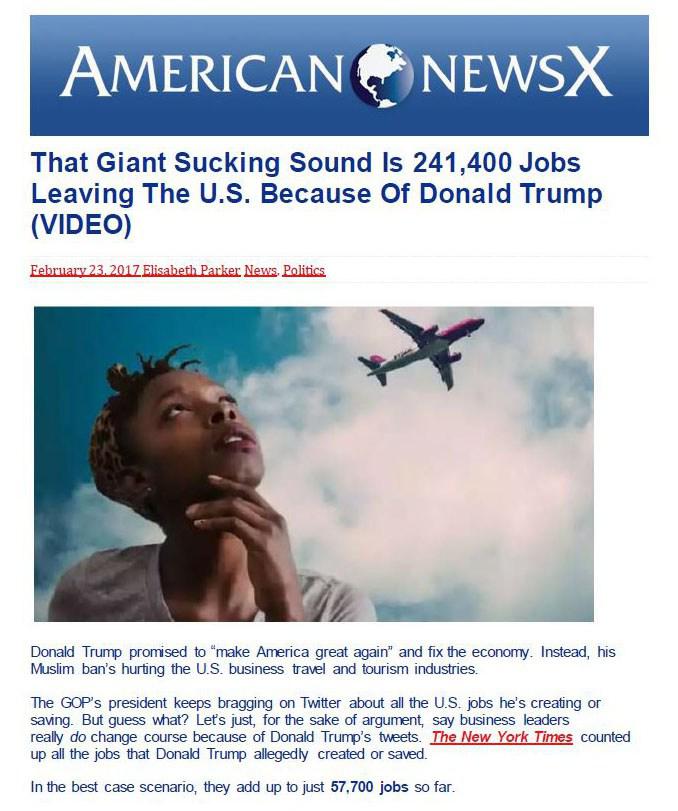 AMERICAN NEWSX
That Giant Sucking Sound Is 241,400 Jobs
Leaving The U.S. Because Of Donald Trump
(VIDEO)
February 23, 2017 Elisabeth Parker News, Politics
Donald Trump promised to “make America great again” and fix the economy. Instead, his
Muslim ban’s hurting the U.S. business travel and tourism industries.
The GOP’s president keeps bragging on Twitter about all the U.S. jobs he’s creating or
saving. But guess what? Let’s just, for the sake of argument, say business leaders
really do change course because of Donald Trump’s tweets. The New York Times counted
up all the jobs that Donald Trump allegedly created or saved.
In the best case scenario, they add up to just 57,700 jobs so far.